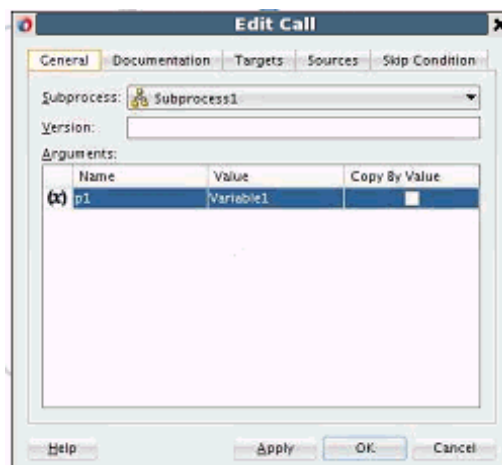 Edit Call
General Documentation Targets Sources Skip Condition
Subprocess: Subprocess1
Version:
Arguments:
Name Value Copy By Value
(x) p1 Variable1
Help Apply OK Cancel